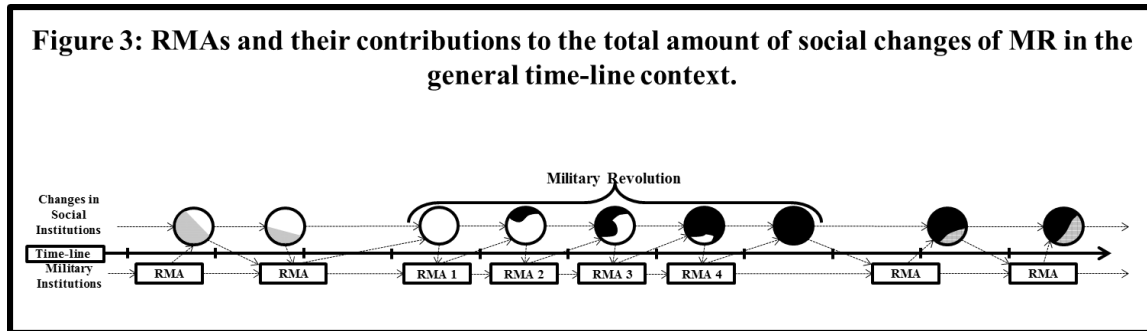 Figure 3: RMAs and their contributions to the total amount of social changes of MR in the
general time-line context.
Military Revolution
Changes in
Social
Institutions
Time-line
Military
Institutions
RMA
RMA
RMA 1
RMA 2
RMA 3
RMA 4
RMA
RMA